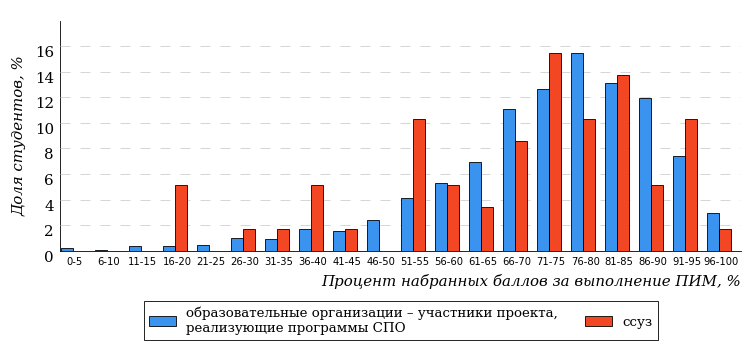 Доля студентов, %
16
14
12
10
8
6
4
2
0
0-5 6-10 11-15 16-20 21-25 26-30 31-35 36-40 41-45 46-50 51-55 56-60 61-65 66-70 71-75 76-80 81-85 86-90 91-95 96-100
Процент набранных баллов за выполнение ПИМ, %
образовательные организации – участники проекта,
реализующие программы СПО
ссуз